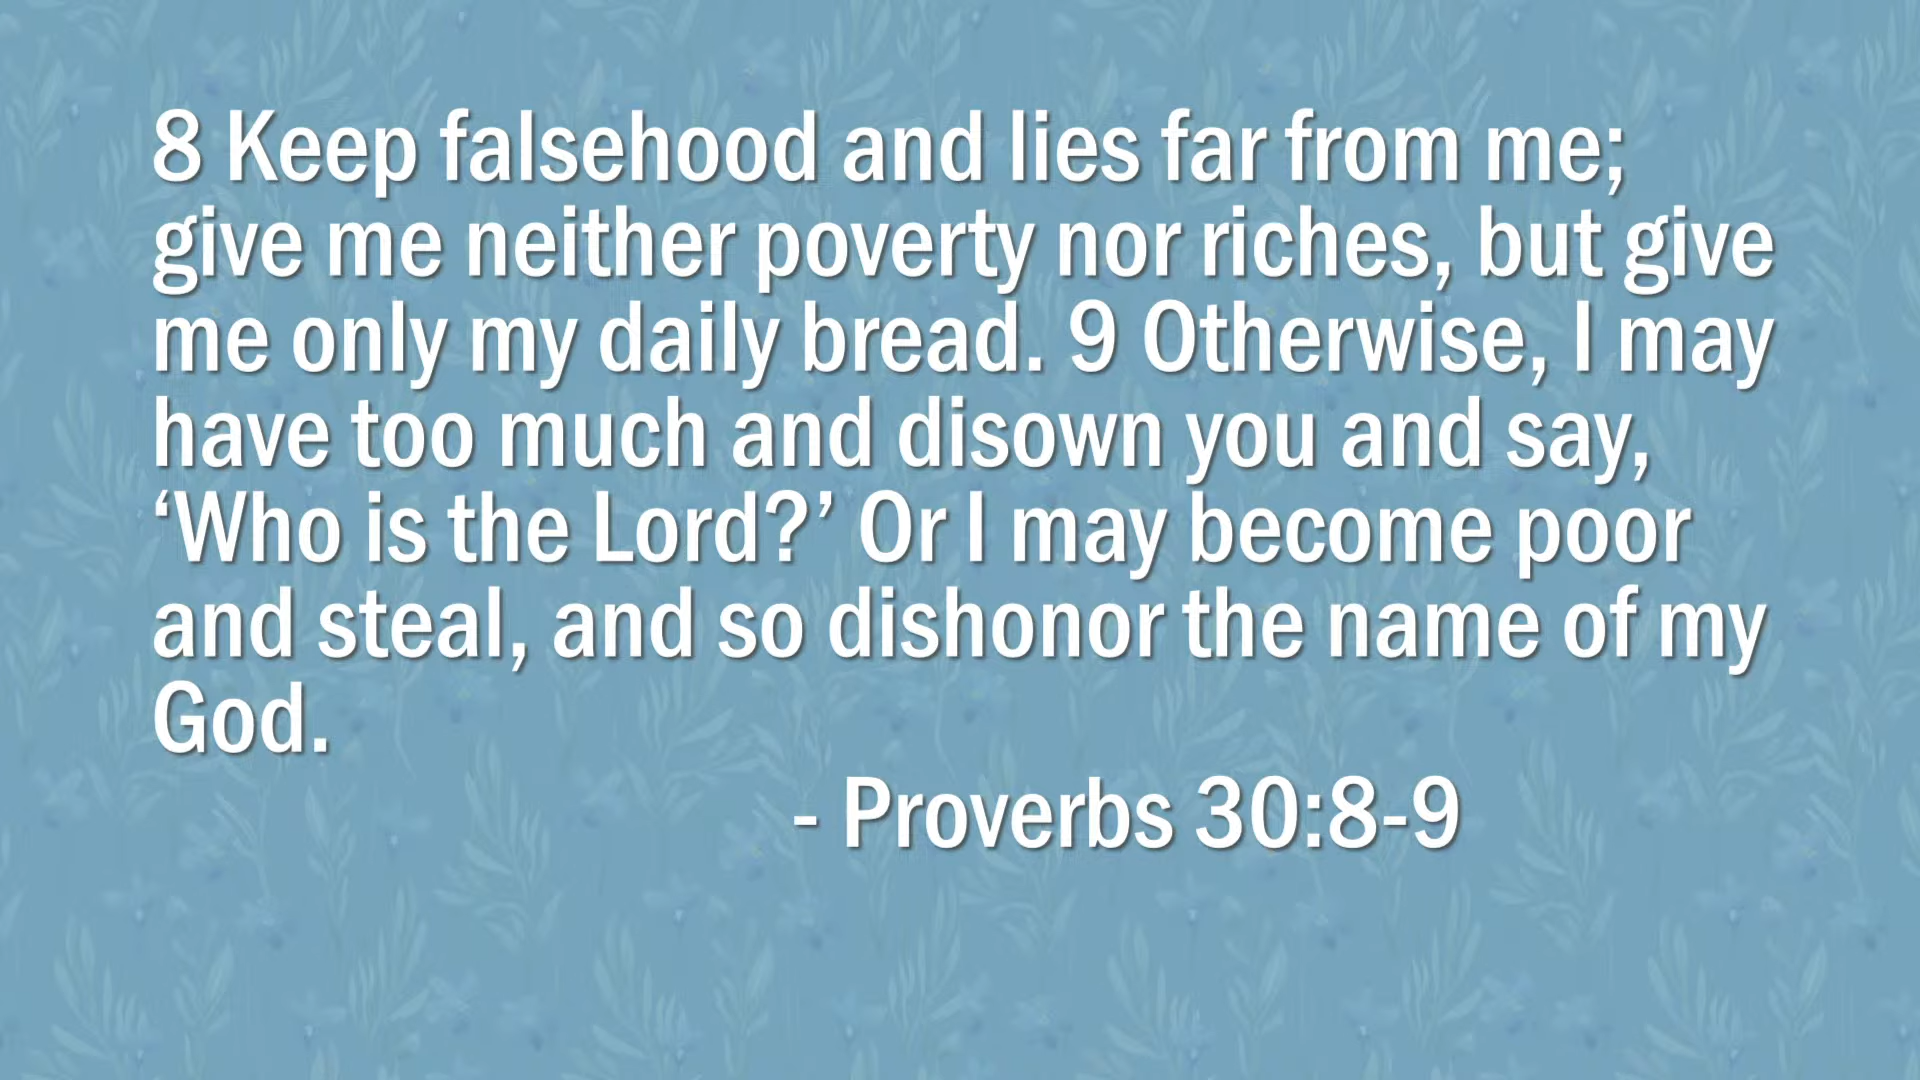 8 Keep falsehood and lies far from me;
give me neither poverty nor riches, but give
me only my daily bread. 9 Otherwise, I may
have too much and disown you and say,
‘Who is the Lord?’ Or I may become poor
and steal, and so dishonor the name of my
God.
- Proverbs 30:8-9